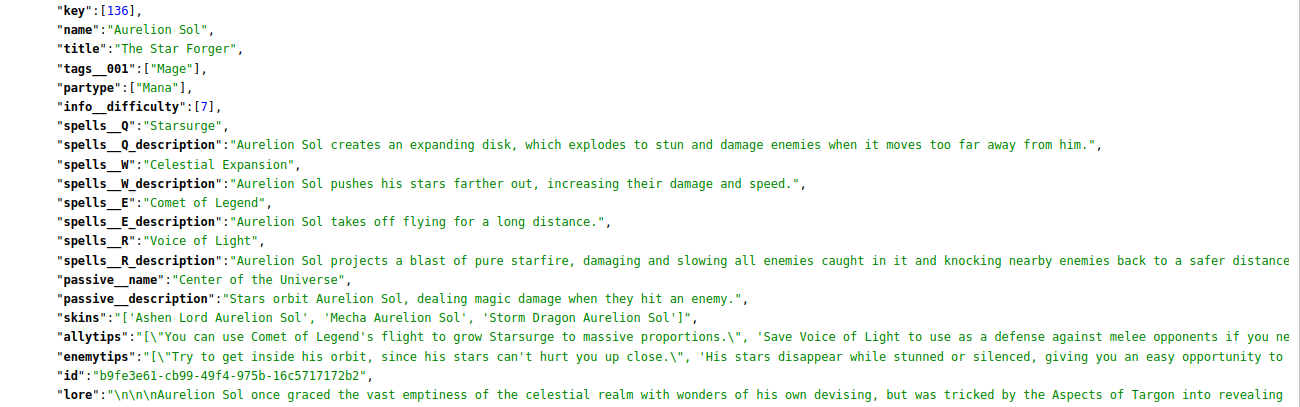 "key":[136],
"name":"Aurelion Sol",
"title":"The Star Forger",
"tags__001":["Mage"],
"partype":["Mana"],
"info__difficulty":[7],
"spells__Q":"Starsurge",
"spells__Q_description":"Aurelion Sol creates an expanding disk, which explodes to stun and damage enemies when it moves too far away from him.",
"spells__W":"Celestial Expansion",
"spells__W_description":"Aurelion Sol pushes his stars farther out, increasing their damage and speed.",
"spells__E":"Comet of Legend",
"spells__E_description":"Aurelion Sol takes off flying for a long distance.",
"spells__R":"Voice of Light",
"spells__R_description":"Aurelion Sol projects a blast of pure starfire, damaging and slowing all enemies caught in it and knocking nearby enemies back to a safer distance
"passive__name":"Center of the Universe",
"passive__description":"Stars orbit Aurelion Sol, dealing magic damage when they hit an enemy.",
"skins":"['Ashen Lord Aurelion Sol', 'Mecha Aurelion Sol', 'Storm Dragon Aurelion Sol']",
"allytips":"[\"You can use Comet of Legend's flight to grow Starsurge to massive proportions.\", 'Save Voice of Light to use as a defense against melee opponents if you ne
"enemytips":"[\"Try to get inside his orbit, since his stars can't hurt you up close.\", 'His stars disappear while stunned or silenced, giving you an easy opportunity to
"id":"b9fe3e61-cb99-49f4-975b-16c5717172b2",
"lore":"\n\n\nAurelion Sol once graced the vast emptiness of the celestial realm with wonders of his own devising, but was tricked by the Aspects of Targon into revealing